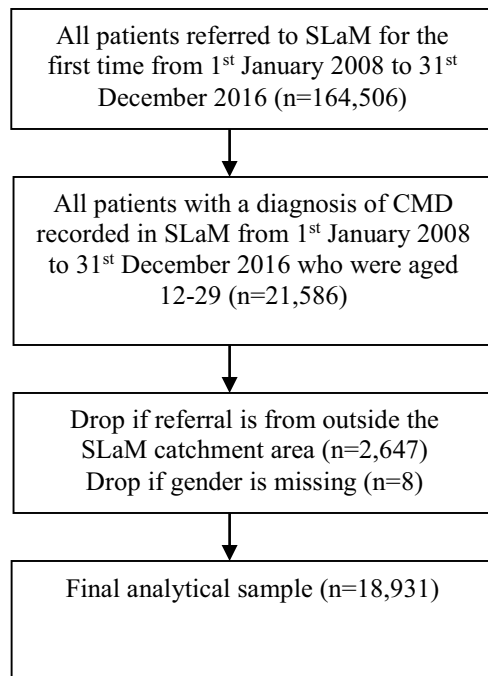 All patients referred to SLaM for the
first time from 1st January 2008 to 31st
December 2016 (n=164,506)
All patients with a diagnosis of CMD
recorded in SLaM from 1st January 2008
to 31st December 2016 who were aged
12-29 (n=21,586)
Drop if referral is from outside the
SLaM catchment area (n=2,647)
Drop if gender is missing (n=8)
Final analytical sample (n=18,931)